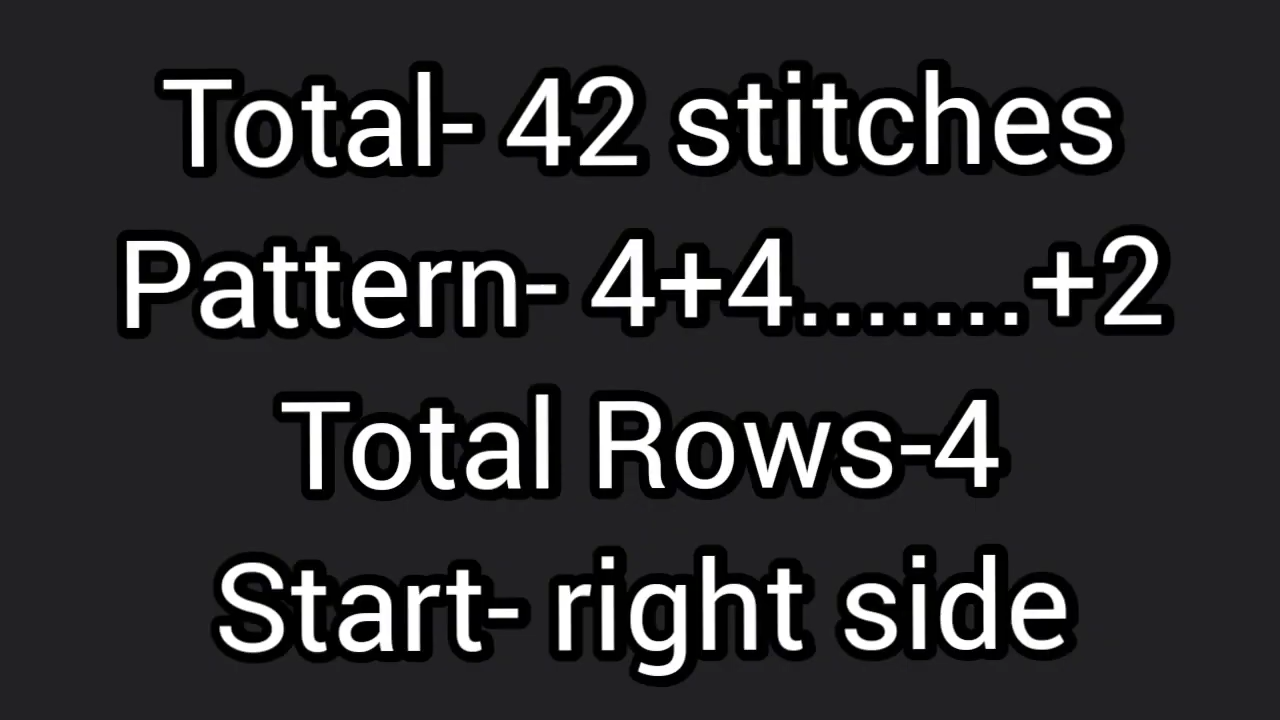 Total- 42 stitches
Pattern- 4+4.......+2
Total Rows-4
Start- right side